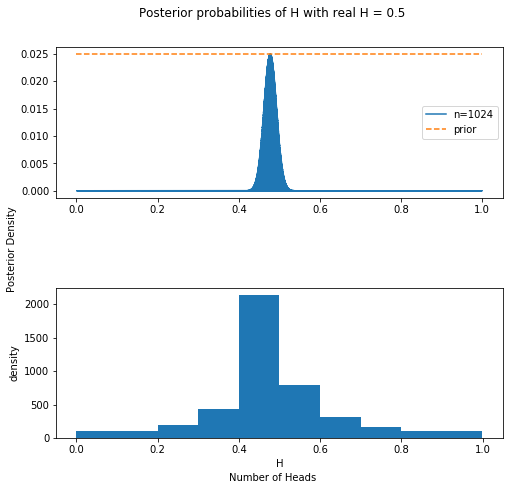 Posterior probabilities of H with real H = 0.5
0.025
0.020
0.015
0.010
0.005
0.000
n=1024
prior
0.0 0.2 0.4 0.6 0.8 1.0
Posterior Density
2000
1500
1000
500
0
density
0.0 0.2 0.4 0.6 0.8 1.0
H
Number of Heads